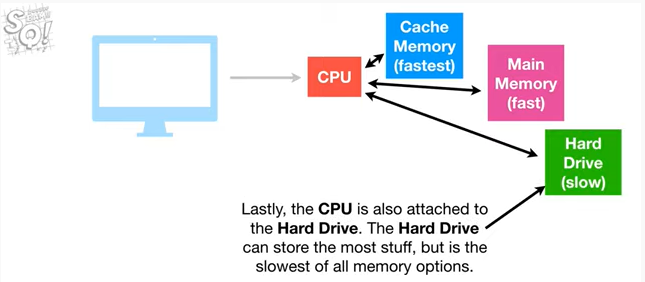 SQ!
Cache
Memory
(fastest)
CPU
Main
Memory
(fast)
Hard
Drive
(slow)
Lastly, the CPU is also attached to
the Hard Drive. The Hard Drive
can store the most stuff, but is the
slowest of all memory options.